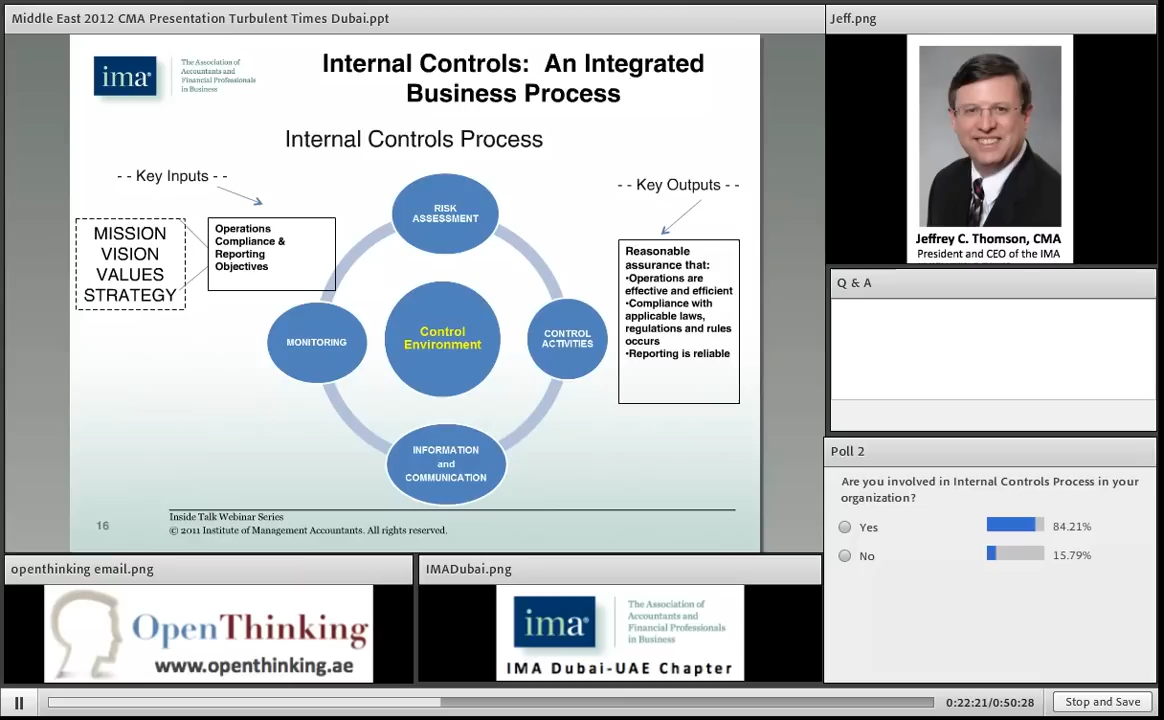 Middle East 2012 CMA Presentation Turbulent Times Dubai.ppt
ima®
The Association of
Accountants and
Financial Professionals
in Business
Internal Controls: An Integrated
Business Process
Internal Controls Process
- - Key Inputs - -
MISSION
VISION
VALUES
STRATEGY
Operations
Compliance &
Reporting
Objectives
RISK
ASSESSMENT
MONITORING
Control
Environment
CONTROL
ACTIVITIES
INFORMATION
and
COMMUNICATION
- - Key Outputs - -
Reasonable
assurance that:
•Operations are
effective and efficient
•Compliance with
applicable laws,
regulations and rules
occurs
•Reporting is reliable
16
Inside Talk Webinar Series
© 2011 Institute of Management Accountants. All rights reserved.
Jeff.png
Jeffrey C. Thomson, CMA
President and CEO of the IMA
Q & A
Poll 2
Are you involved in Internal Controls Process in your
organization?
Yes 84.21%
No 15.79%
openthinking email.png
OpenThinking
www.openthinking.ae
IMADubai.png
ima®
The Association of
Accountants and
Financial Professionals
in Business
IMA Dubai-UAE Chapter
0:22:21/0:50:28
Stop and Save